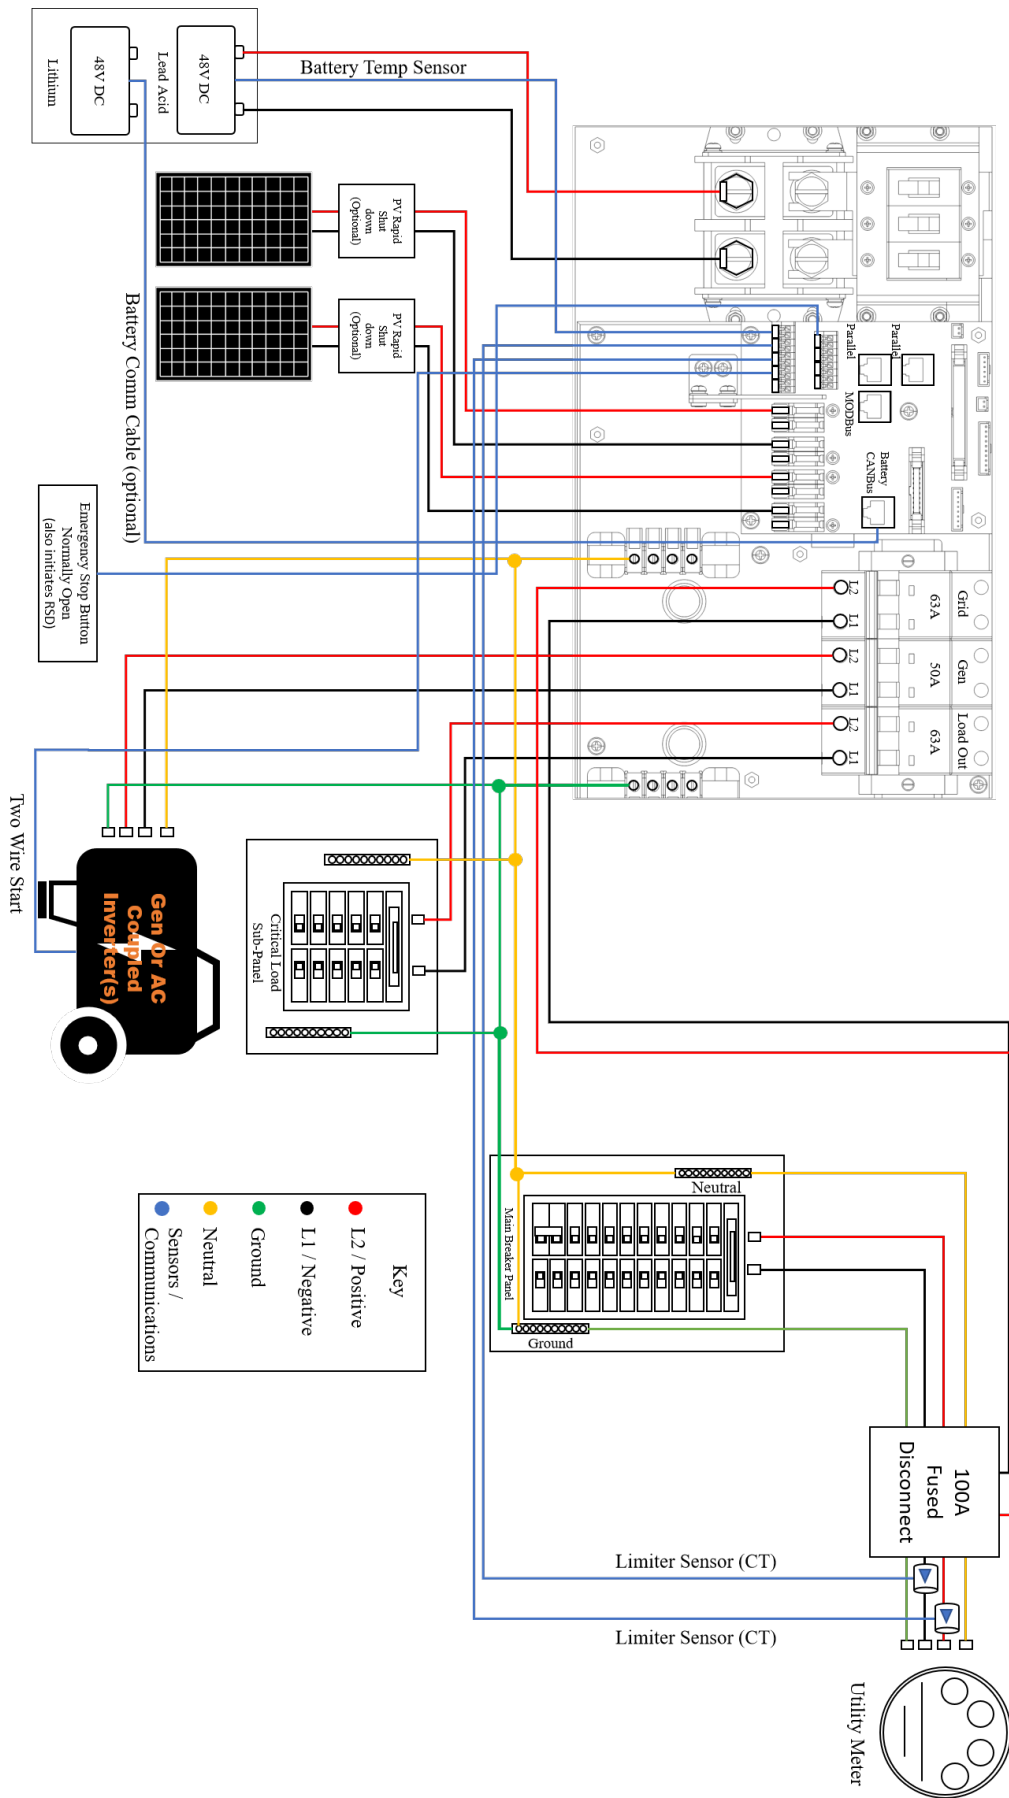 48V DC
Lithium
48V DC
Lead Acid
Battery Temp Sensor
PV Rapid
Shut
down
(Optional)
PV Rapid
Shut
down
(Optional)
Battery Comm Cable (optional)
Emergency Stop Button
Normally Open
(also initiates RSD)
Parallel
Parallel
MODBus
Battery
CANBus
L2
L1
63A
Grid
L2
L1
50A
Gen
L2
L1
63A
Load Out
Two Wire Start
Gen Or AC
Coupled
Inverter(s)
Critical Load
Sub-Panel
Neutral
Main Breaker Panel
Ground
Key
L2 / Positive
L1 / Negative
Ground
Neutral
Sensors /
Communications
100A
Fused
Disconnect
Limiter Sensor (CT)
Limiter Sensor (CT)
Utility Meter